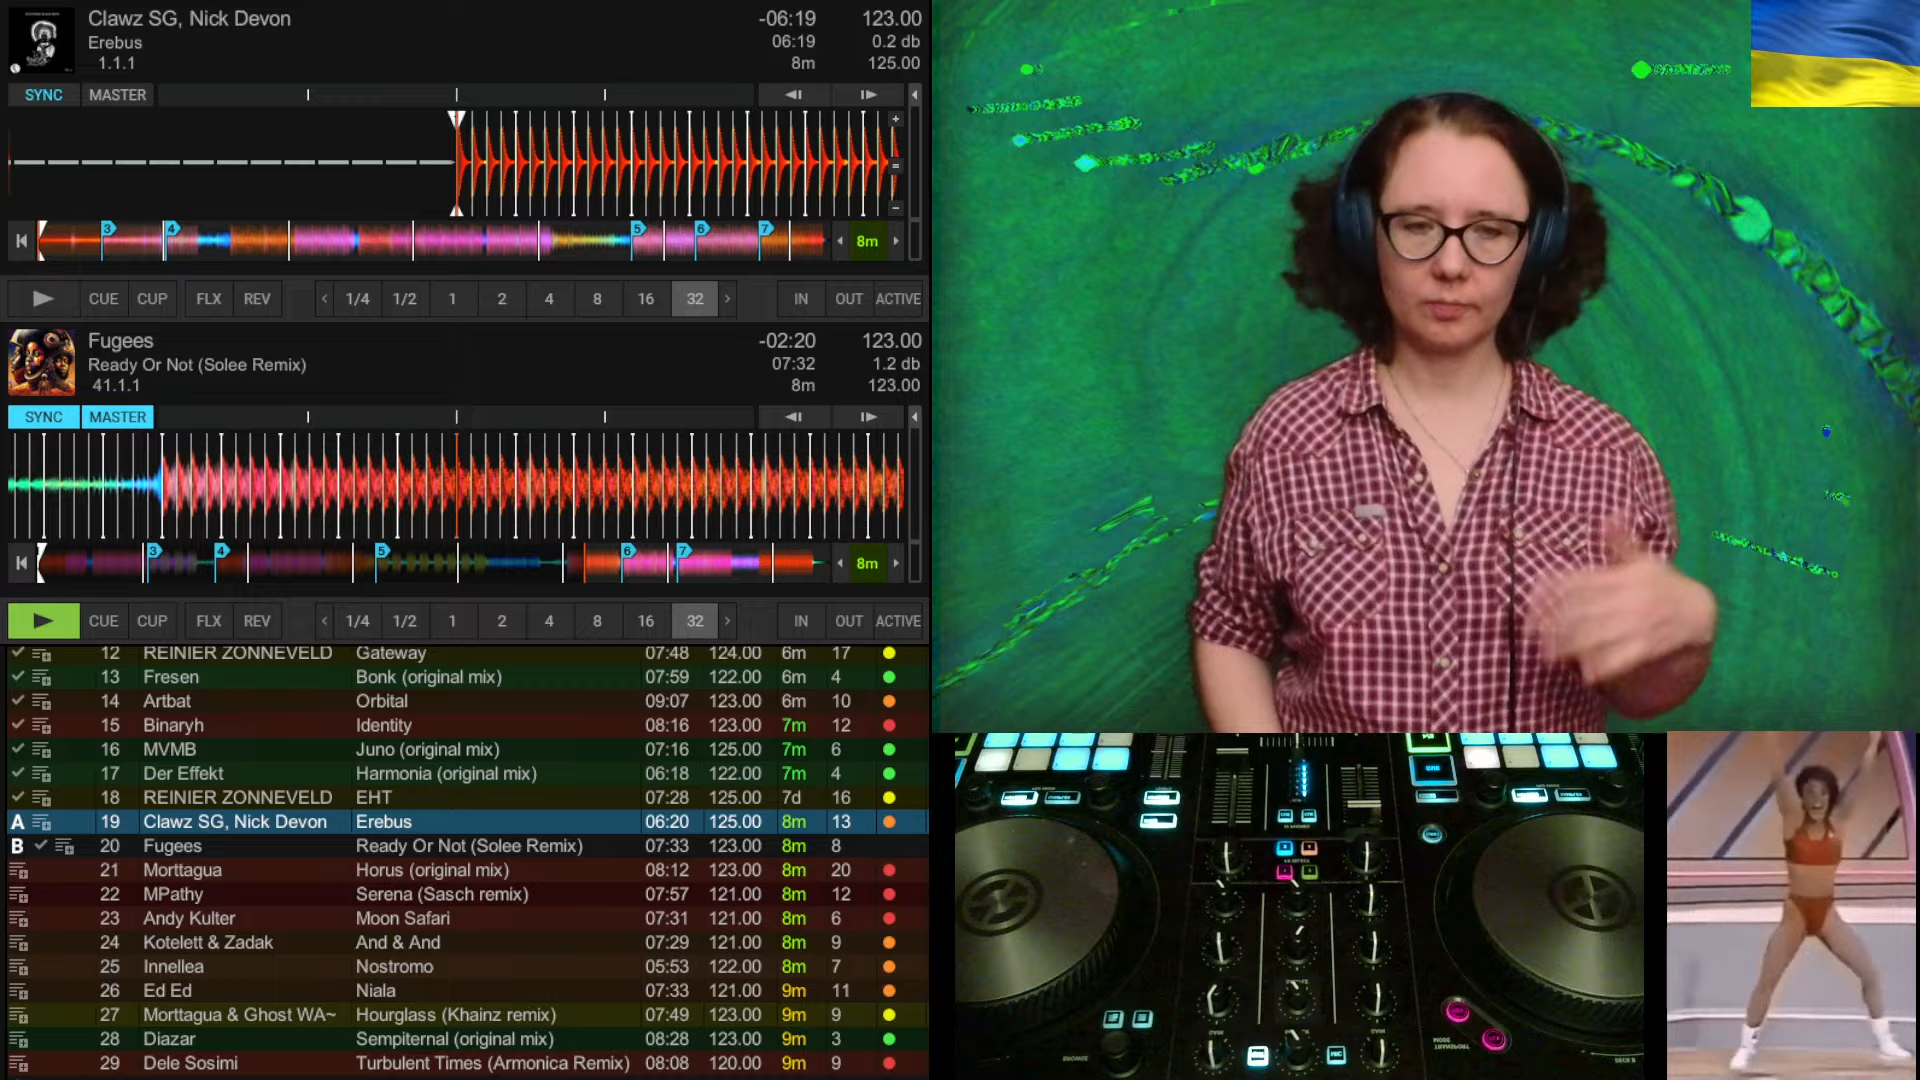 Clawz SG, Nick Devon -06:19 123.00
Erebus 06:19 0.2 db
1.1.1 8m 125.00
SYNC MASTER
3 4 5 6 7 8m
CUE CUP FLX REV 1/4 1/2 1 2 4 8 16 32 IN OUT ACTIVE
Fugees -02:20 123.00
Ready Or Not (Solee Remix) 07:32 1.2 db
41.1.1 8m 123.00
SYNC MASTER
3 4 5 6 7 8m
CUE CUP FLX REV 1/4 1/2 1 2 4 8 16 32 IN OUT ACTIVE
12 REINIER ZONNEVELD Gateway 07:48 124.00 6m 17
13 Fresen Bonk (original mix) 07:59 122.00 6m 4
14 Artbat Orbital 09:07 123.00 6m 10
15 Binaryh Identity 08:16 123.00 7m 12
16 MVMB Juno (original mix) 07:16 125.00 7m 6
17 Der Effekt Harmonia (original mix) 06:18 122.00 7m 4
18 REINIER ZONNEVELD EHT 07:28 125.00 7d 16
A 19 Clawz SG, Nick Devon Erebus 06:20 125.00 8m 13
B 20 Fugees Ready Or Not (Solee Remix) 07:33 123.00 8m 8
21 Morttagua Horus (original mix) 08:12 123.00 8m 20
22 MPathy Serena (Sasch remix) 07:57 121.00 8m 12
23 Andy Kulter Moon Safari 07:31 121.00 8m 6
24 Kotelett & Zadak And & And 07:29 121.00 8m 9
25 Innellea Nostromo 05:53 122.00 8m 7
26 Ed Ed Niala 07:33 121.00 9m 11
27 Morttagua & Ghost WA~ Hourglass (Khainz remix) 07:49 123.00 9m 9
28 Diazar Sempiternal (original mix) 08:28 123.00 9m 3
29 Dele Sosimi Turbulent Times (Armonica Remix) 08:08 120.00 9m 9